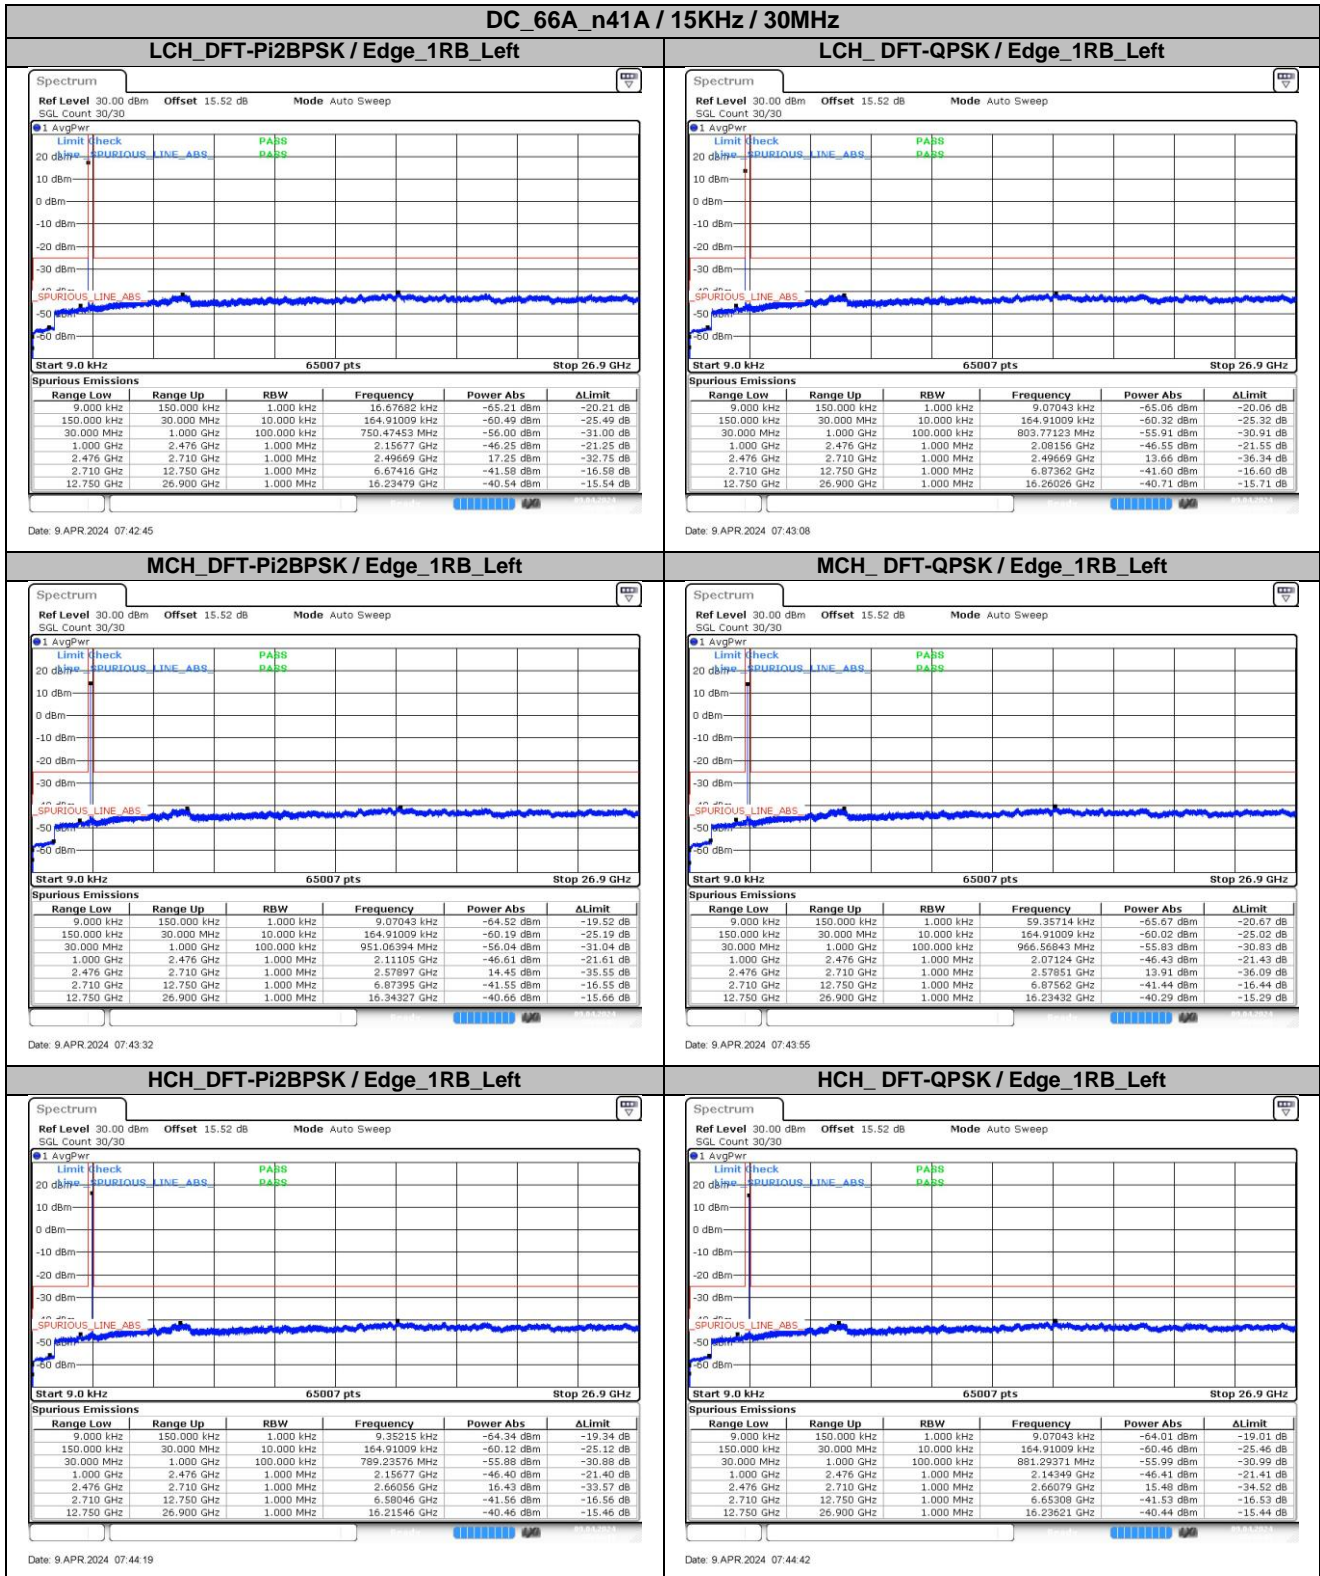 DC_66A_n41A / 15KHz / 30MHz
LCH_DFT-Pi2BPSK / Edge_1RB_Left
Spectrum
Ref Level 30.00 dBm Offset 15.52 dB Mode Auto Sweep
SGL Count 30/30
1 AvgPwr
Limit Check PASS
Line _SPURIOUS_LINE_ABS_ PASS
20 dBm
10 dBm
0 dBm
-10 dBm
-20 dBm
-30 dBm
-40 dBm
_SPURIOUS_LINE_ABS_
-50 dBm
-60 dBm
Start 9.0 kHz 65007 pts Stop 26.9 GHz
Spurious Emissions
Range Low Range Up RBW Frequency Power Abs ΔLimit
9.000 kHz 150.000 kHz 1.000 kHz 16.67682 kHz -65.21 dBm -20.21 dB
150.000 kHz 30.000 MHz 10.000 kHz 164.91009 kHz -60.49 dBm -25.49 dB
30.000 MHz 1.000 GHz 100.000 kHz 750.47453 MHz -56.00 dBm -31.00 dB
1.000 GHz 2.476 GHz 1.000 MHz 2.15677 GHz -46.25 dBm -21.25 dB
2.476 GHz 2.710 GHz 1.000 MHz 2.49669 GHz 17.25 dBm -32.75 dB
2.710 GHz 12.750 GHz 1.000 MHz 6.67416 GHz -41.58 dBm -16.58 dB
12.750 GHz 26.900 GHz 1.000 MHz 16.23479 GHz -40.54 dBm -15.54 dB
Date: 9.APR.2024 07:42:45
LCH_ DFT-QPSK / Edge_1RB_Left
Spectrum
Ref Level 30.00 dBm Offset 15.52 dB Mode Auto Sweep
SGL Count 30/30
1 AvgPwr
Limit Check PASS
Line _SPURIOUS_LINE_ABS_ PASS
20 dBm
10 dBm
0 dBm
-10 dBm
-20 dBm
-30 dBm
-40 dBm
_SPURIOUS_LINE_ABS_
-50 dBm
-60 dBm
Start 9.0 kHz 65007 pts Stop 26.9 GHz
Spurious Emissions
Range Low Range Up RBW Frequency Power Abs ΔLimit
9.000 kHz 150.000 kHz 1.000 kHz 9.07043 kHz -65.06 dBm -20.06 dB
150.000 kHz 30.000 MHz 10.000 kHz 164.91009 kHz -60.32 dBm -25.32 dB
30.000 MHz 1.000 GHz 100.000 kHz 803.77123 MHz -55.91 dBm -30.91 dB
1.000 GHz 2.476 GHz 1.000 MHz 2.08156 GHz -46.55 dBm -21.55 dB
2.476 GHz 2.710 GHz 1.000 MHz 2.49669 GHz 13.66 dBm -36.34 dB
2.710 GHz 12.750 GHz 1.000 MHz 6.87362 GHz -41.60 dBm -16.60 dB
12.750 GHz 26.900 GHz 1.000 MHz 16.26026 GHz -40.71 dBm -15.71 dB
Date: 9.APR.2024 07:43:08
MCH_DFT-Pi2BPSK / Edge_1RB_Left
Spectrum
Ref Level 30.00 dBm Offset 15.52 dB Mode Auto Sweep
SGL Count 30/30
1 AvgPwr
Limit Check PASS
Line _SPURIOUS_LINE_ABS_ PASS
20 dBm
10 dBm
0 dBm
-10 dBm
-20 dBm
-30 dBm
-40 dBm
_SPURIOUS_LINE_ABS_
-50 dBm
-60 dBm
Start 9.0 kHz 65007 pts Stop 26.9 GHz
Spurious Emissions
Range Low Range Up RBW Frequency Power Abs ΔLimit
9.000 kHz 150.000 kHz 1.000 kHz 9.07043 kHz -64.52 dBm -19.52 dB
150.000 kHz 30.000 MHz 10.000 kHz 164.91009 kHz -60.19 dBm -25.19 dB
30.000 MHz 1.000 GHz 100.000 kHz 951.06394 MHz -56.04 dBm -31.04 dB
1.000 GHz 2.476 GHz 1.000 MHz 2.11105 GHz -46.61 dBm -21.61 dB
2.476 GHz 2.710 GHz 1.000 MHz 2.57897 GHz 14.45 dBm -35.55 dB
2.710 GHz 12.750 GHz 1.000 MHz 6.87395 GHz -41.55 dBm -16.55 dB
12.750 GHz 26.900 GHz 1.000 MHz 16.34327 GHz -40.66 dBm -15.66 dB
Date: 9.APR.2024 07:43:32
MCH_ DFT-QPSK / Edge_1RB_Left
Spectrum
Ref Level 30.00 dBm Offset 15.52 dB Mode Auto Sweep
SGL Count 30/30
1 AvgPwr
Limit Check PASS
Line _SPURIOUS_LINE_ABS_ PASS
20 dBm
10 dBm
0 dBm
-10 dBm
-20 dBm
-30 dBm
-40 dBm
_SPURIOUS_LINE_ABS_
-50 dBm
-60 dBm
Start 9.0 kHz 65007 pts Stop 26.9 GHz
Spurious Emissions
Range Low Range Up RBW Frequency Power Abs ΔLimit
9.000 kHz 150.000 kHz 1.000 kHz 59.35714 kHz -65.67 dBm -20.67 dB
150.000 kHz 30.000 MHz 10.000 kHz 164.91009 kHz -60.02 dBm -25.02 dB
30.000 MHz 1.000 GHz 100.000 kHz 966.56843 MHz -55.83 dBm -30.83 dB
1.000 GHz 2.476 GHz 1.000 MHz 2.07124 GHz -46.43 dBm -21.43 dB
2.476 GHz 2.710 GHz 1.000 MHz 2.57851 GHz 13.91 dBm -36.09 dB
2.710 GHz 12.750 GHz 1.000 MHz 6.87562 GHz -41.44 dBm -16.44 dB
12.750 GHz 26.900 GHz 1.000 MHz 16.23432 GHz -40.29 dBm -15.29 dB
Date: 9.APR.2024 07:43:55
HCH_DFT-Pi2BPSK / Edge_1RB_Left
Spectrum
Ref Level 30.00 dBm Offset 15.52 dB Mode Auto Sweep
SGL Count 30/30
1 AvgPwr
Limit Check PASS
Line _SPURIOUS_LINE_ABS_ PASS
20 dBm
10 dBm
0 dBm
-10 dBm
-20 dBm
-30 dBm
-40 dBm
_SPURIOUS_LINE_ABS_
-50 dBm
-60 dBm
Start 9.0 kHz 65007 pts Stop 26.9 GHz
Spurious Emissions
Range Low Range Up RBW Frequency Power Abs ΔLimit
9.000 kHz 150.000 kHz 1.000 kHz 9.35215 kHz -64.34 dBm -19.34 dB
150.000 kHz 30.000 MHz 10.000 kHz 164.91009 kHz -60.12 dBm -25.12 dB
30.000 MHz 1.000 GHz 100.000 kHz 789.23576 MHz -55.88 dBm -30.88 dB
1.000 GHz 2.476 GHz 1.000 MHz 2.15677 GHz -46.40 dBm -21.40 dB
2.476 GHz 2.710 GHz 1.000 MHz 2.66056 GHz 16.43 dBm -33.57 dB
2.710 GHz 12.750 GHz 1.000 MHz 6.58046 GHz -41.56 dBm -16.56 dB
12.750 GHz 26.900 GHz 1.000 MHz 16.21546 GHz -40.46 dBm -15.46 dB
Date: 9.APR.2024 07:44:19
HCH_ DFT-QPSK / Edge_1RB_Left
Spectrum
Ref Level 30.00 dBm Offset 15.52 dB Mode Auto Sweep
SGL Count 30/30
1 AvgPwr
Limit Check PASS
Line _SPURIOUS_LINE_ABS_ PASS
20 dBm
10 dBm
0 dBm
-10 dBm
-20 dBm
-30 dBm
-40 dBm
_SPURIOUS_LINE_ABS_
-50 dBm
-60 dBm
Start 9.0 kHz 65007 pts Stop 26.9 GHz
Spurious Emissions
Range Low Range Up RBW Frequency Power Abs ΔLimit
9.000 kHz 150.000 kHz 1.000 kHz 9.07043 kHz -64.01 dBm -19.01 dB
150.000 kHz 30.000 MHz 10.000 kHz 164.91009 kHz -60.46 dBm -25.46 dB
30.000 MHz 1.000 GHz 100.000 kHz 881.29371 MHz -55.99 dBm -30.99 dB
1.000 GHz 2.476 GHz 1.000 MHz 2.14349 GHz -46.41 dBm -21.41 dB
2.476 GHz 2.710 GHz 1.000 MHz 2.66079 GHz 15.48 dBm -34.52 dB
2.710 GHz 12.750 GHz 1.000 MHz 6.65308 GHz -41.53 dBm -16.53 dB
12.750 GHz 26.900 GHz 1.000 MHz 16.23621 GHz -40.44 dBm -15.44 dB
Date: 9.APR.2024 07:44:42